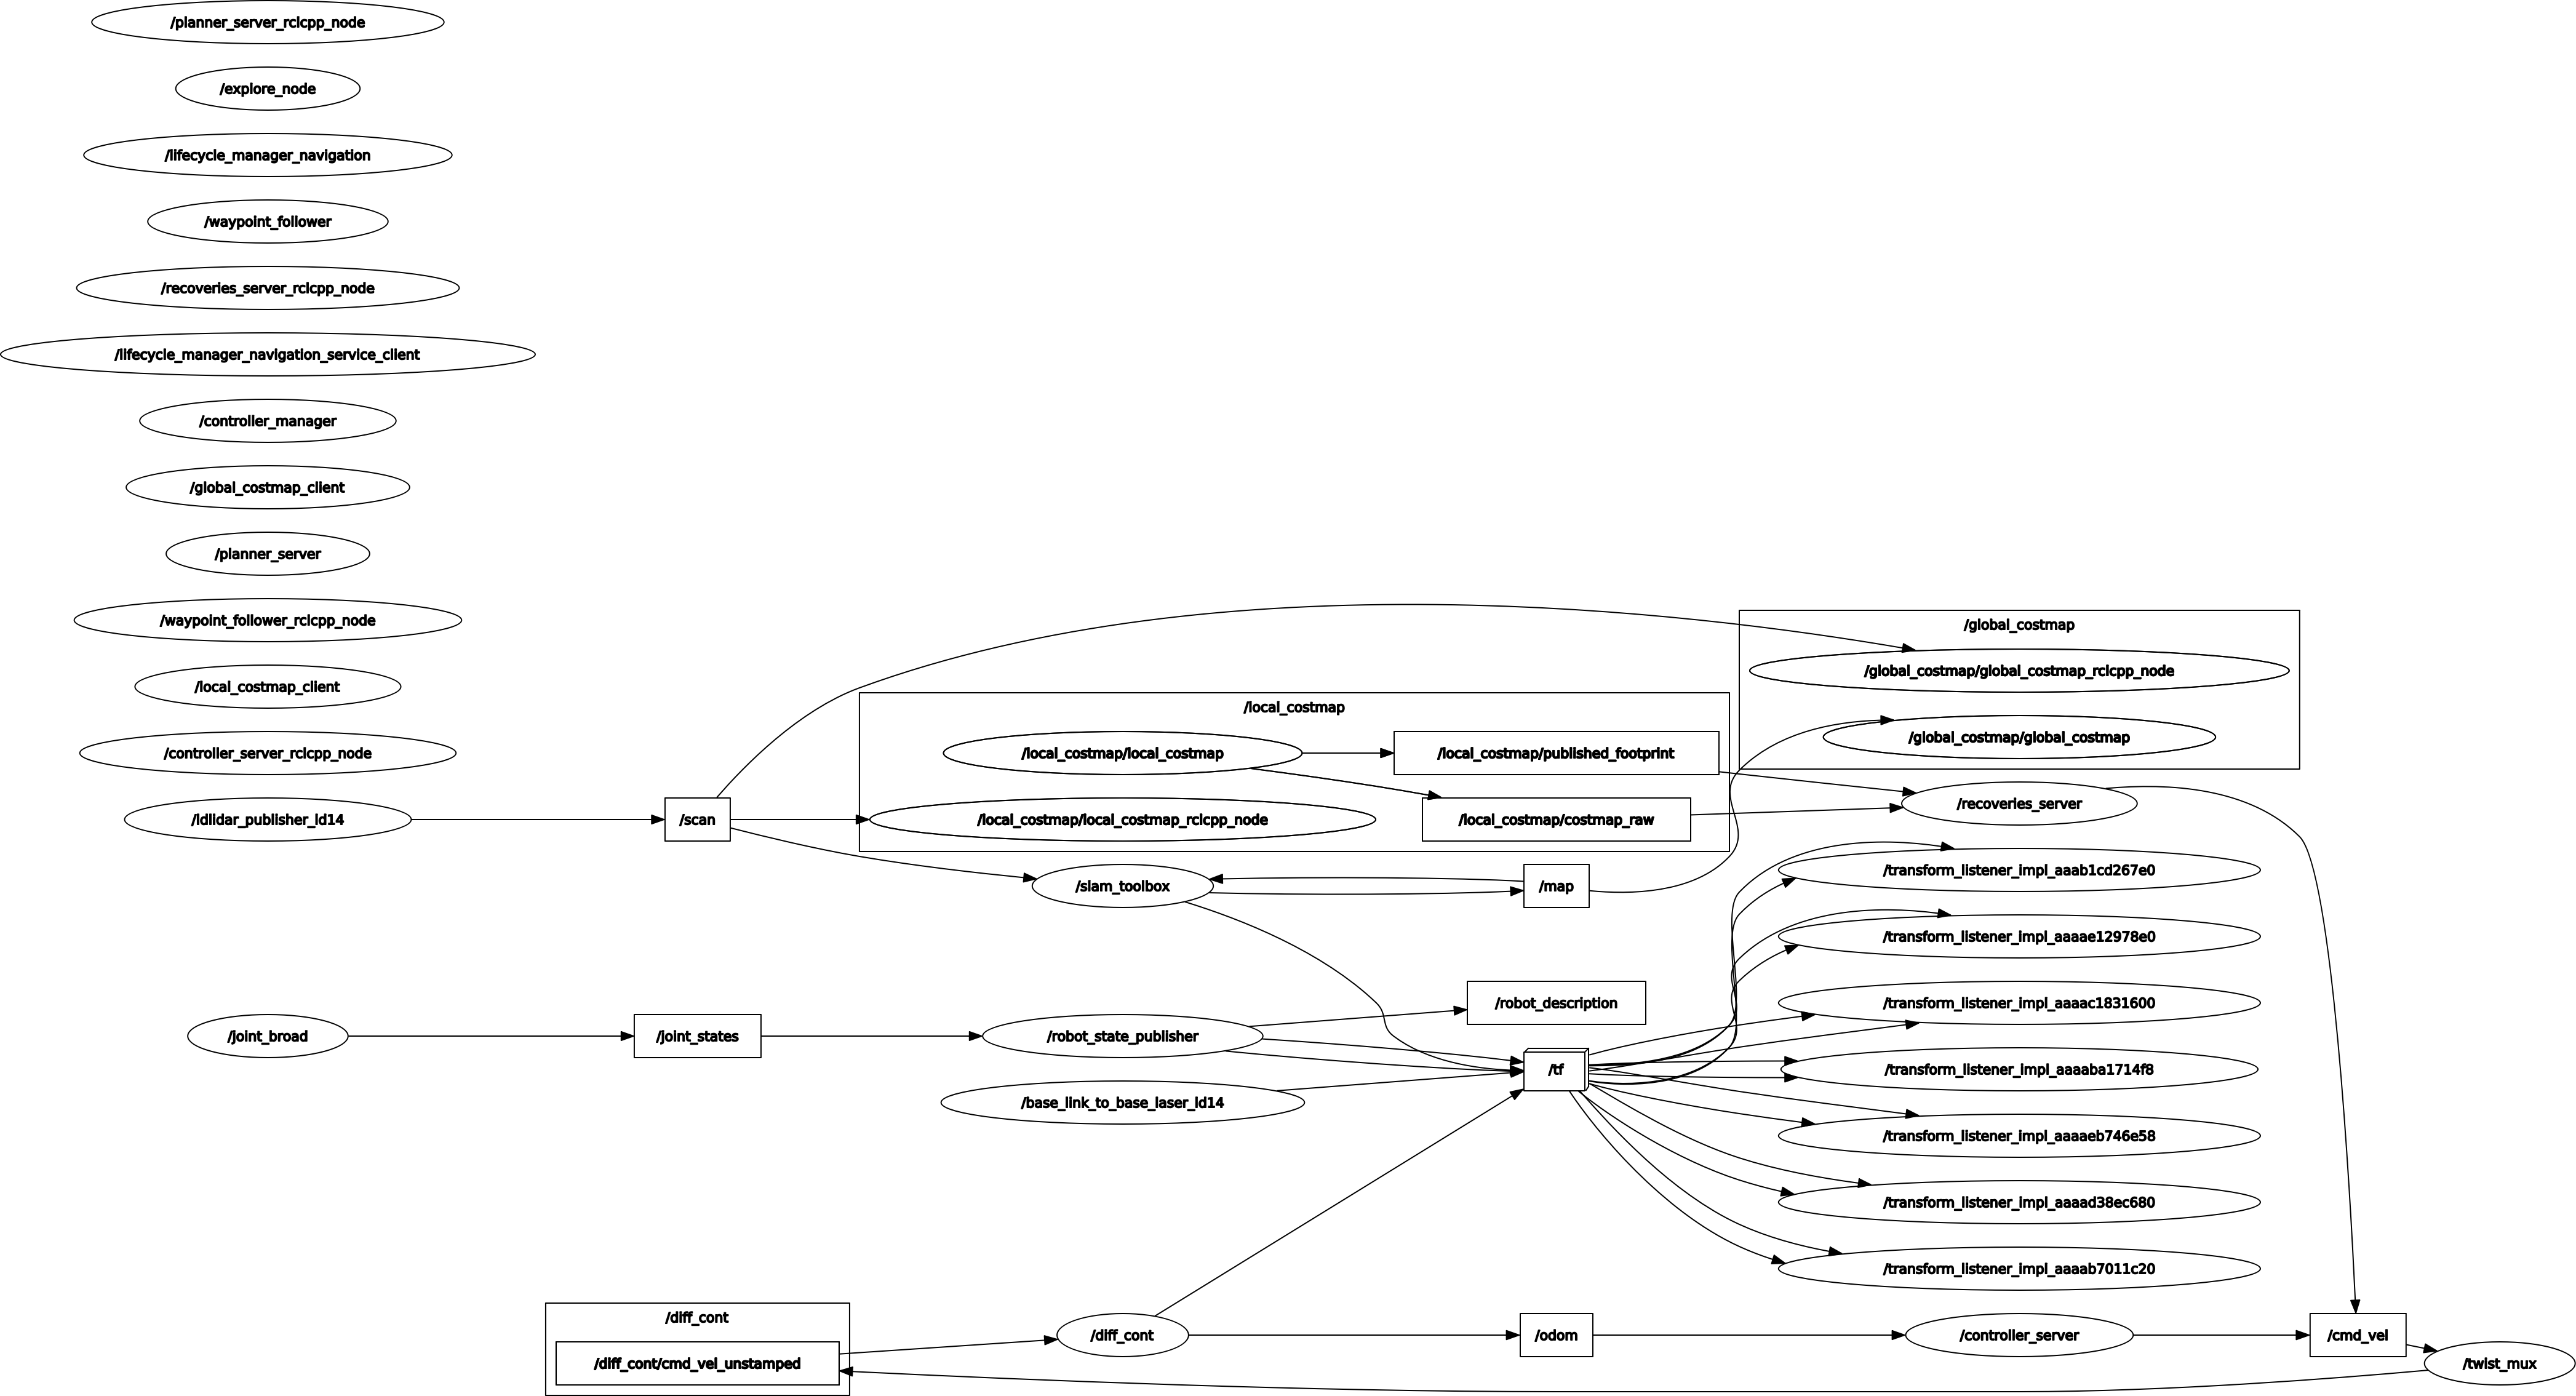 /planner_server_rclcpp_node
/explore_node
/lifecycle_manager_navigation
/waypoint_follower
/recoveries_server_rclcpp_node
/lifecycle_manager_navigation_service_client
/controller_manager
/global_costmap_client
/planner_server
/waypoint_follower_rclcpp_node
/local_costmap_client
/controller_server_rclcpp_node
/ldlidar_publisher_ld14
/joint_broad
/scan
/joint_states
/diff_cont
/diff_cont/cmd_vel_unstamped
/local_costmap
/local_costmap/local_costmap
/local_costmap/published_footprint
/local_costmap/local_costmap_rclcpp_node
/local_costmap/costmap_raw
/slam_toolbox
/map
/robot_state_publisher
/robot_description
/base_link_to_base_laser_ld14
/tf
/diff_cont
/odom
/global_costmap
/global_costmap/global_costmap_rclcpp_node
/global_costmap/global_costmap
/recoveries_server
/transform_listener_impl_aaab1cd267e0
/transform_listener_impl_aaaae12978e0
/transform_listener_impl_aaaac1831600
/transform_listener_impl_aaaaba1714f8
/transform_listener_impl_aaaaeb746e58
/transform_listener_impl_aaaad38ec680
/transform_listener_impl_aaaab7011c20
/controller_server
/cmd_vel
/twist_mux